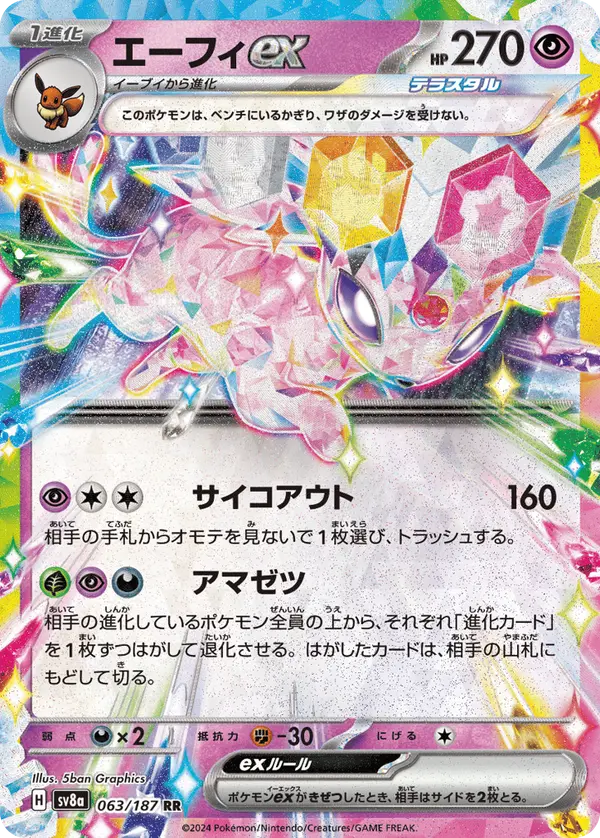 1進化
エーフィex
HP270
イーブイから進化
テラスタル
このポケモンは、ベンチにいるかぎり、ワザのダメージを受けない。
サイコアウト 160
相手の手札からオモテを見ないで1枚選び、トラッシュする。
アマゼツ
相手の進化しているポケモン全員の上から、それぞれ「進化カード」
を1枚ずつはがして退化させる。はがしたカードは、相手の山札に
もどして切る。
弱点 ×2 抵抗力 -30 にげる
Illus. 5ban Graphics
exルール
H sv8a 063/187 RR
ポケモンexがきぜつしたとき、相手はサイドを2枚とる。
©2024 Pokémon/Nintendo/Creatures/GAME FREAK.